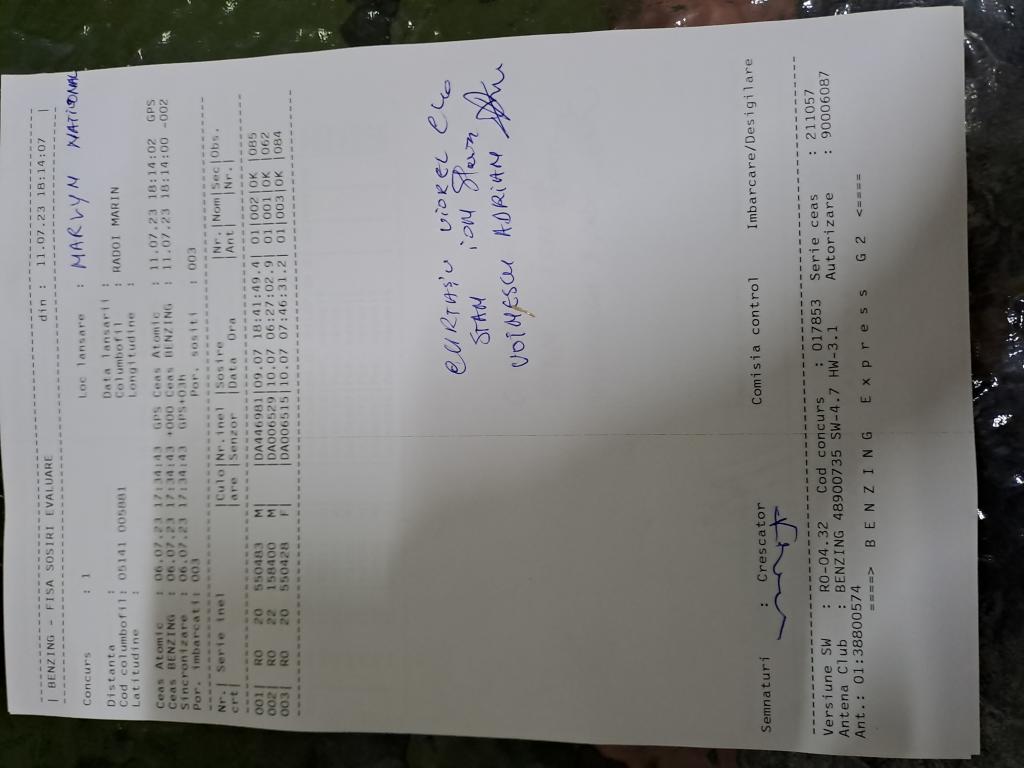 | BENZING - FISA SOSIRI EVALUARE din : 11.07.23 18:14:07 |
Concurs : 1 Loc lansare : MARLYN NATIONAL
Distanta : Data lansarii :
Cod columbofil: 05141 005881 Columbofil : RADOI MARIN
Latitudine : Longitudine :
Ceas Atomic : 06.07.23 17:34:43 GPS Ceas Atomic : 11.07.23 18:14:02 GPS
Ceas BENZING : 06.07.23 17:34:43 +000 Ceas BENZING : 11.07.23 18:14:00 -002
Sincronizare : 06.07.23 17:34:43 GPS+03h
Por. imbarcati: 003 Por. sositi : 003
Nr.| Serie inel |Culo|Nr.inel |Sosire |Nr.|Nom|Sec|Obs.
crt| |are |Senzor |Data Ora |Ant| |Nr.|
001| RO 20 550483 M| |DA446981|09.07 18:41:49.4| 01|002|OK |085
002| RO 22 158400 M| |DA006529|10.07 06:27:02.9| 01|001|OK |062
003| RO 20 550428 F| |DA006515|10.07 07:46:31.2| 01|003|OK |084
CURTASU VIOREL
STAN ION
VOINESCU ADRIAN
Semnaturi : Crescator Comisia control Imbarcare/Desigilare
Versiune SW : RO-04.32 Cod concurs : 017853 Serie ceas : 211057
Antena Club : BENZING 48900735 SW-4.7 HW-3.1 Autorizare : 90006087
Ant.: 01:38800574
====> B E N Z I N G E x p r e s s G 2 <====